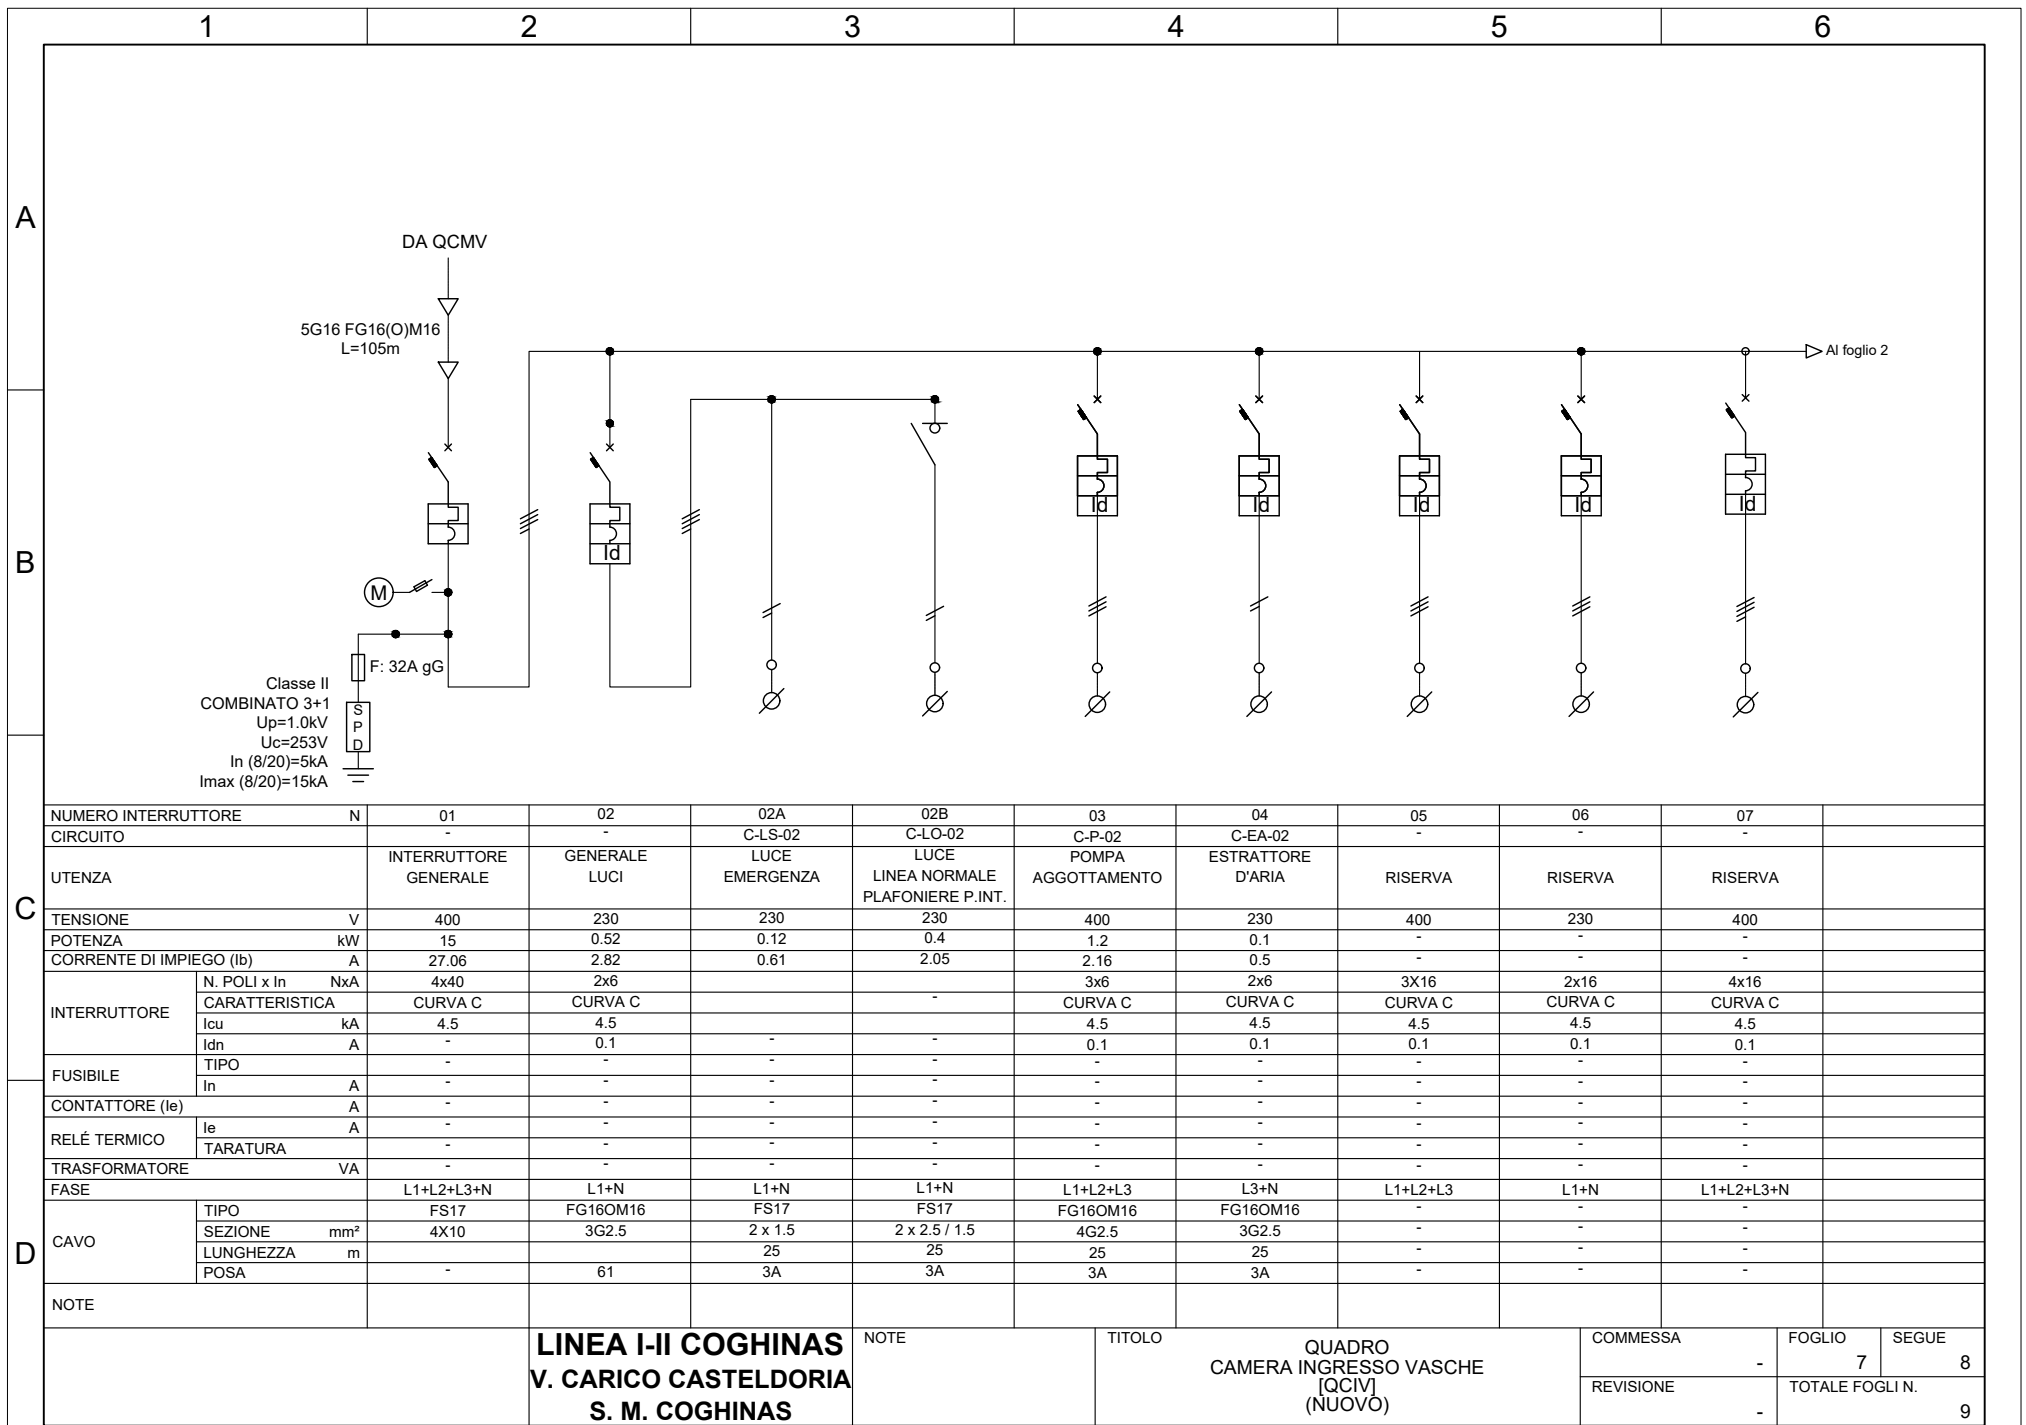 1 2 3 4 5 6
A
B
C
D
DA QCMV
5G16 FG16(O)M16
L=105m
Al foglio 2
Id
Id Id Id Id Id
M
F: 32A gG
Classe II
COMBINATO 3+1
Up=1.0kV
Uc=253V
In (8/20)=5kA
Imax (8/20)=15kA
S
P
D
NUMERO INTERRUTTORE N 01 02 02A 02B 03 04 05 06 07
CIRCUITO - - C-LS-02 C-LO-02 C-P-02 C-EA-02 - - -
INTERRUTTORE GENERALE LUCE LUCE POMPA ESTRATTORE
UTENZA GENERALE LUCI EMERGENZA LINEA NORMALE AGGOTTAMENTO D'ARIA RISERVA RISERVA RISERVA
PLAFONIERE P.INT.
TENSIONE V 400 230 230 230 400 230 400 230 400
POTENZA kW 15 0.52 0.12 0.4 1.2 0.1 - - -
CORRENTE DI IMPIEGO (Ib) A 27.06 2.82 0.61 2.05 2.16 0.5 - - -
INTERRUTTORE
N. POLI x In NxA 4x40 2x6 3x6 2x6 3X16 2x16 4x16
CARATTERISTICA CURVA C CURVA C - CURVA C CURVA C CURVA C CURVA C CURVA C
Icu kA 4.5 4.5 4.5 4.5 4.5 4.5 4.5
Idn A - 0.1 - - 0.1 0.1 0.1 0.1 0.1
FUSIBILE
TIPO - - - - - - - - -
In A - - - - - - - - -
CONTATTORE (Ie) A - - - - - - - - -
RELÉ TERMICO
Ie A - - - - - - - - -
TARATURA - - - - - - - - -
TRASFORMATORE VA - - - - - - - - -
FASE L1+L2+L3+N L1+N L1+N L1+N L1+L2+L3 L3+N L1+L2+L3 L1+N L1+L2+L3+N
CAVO
TIPO FS17 FG16OM16 FS17 FS17 FG16OM16 FG16OM16 - - -
SEZIONE mm² 4X10 3G2.5 2 x 1.5 2 x 2.5 / 1.5 4G2.5 3G2.5 - - -
LUNGHEZZA m 25 25 25 25 - - -
POSA - 61 3A 3A 3A 3A - - -
NOTE
LINEA I-II COGHINAS
V. CARICO CASTELDORIA
S. M. COGHINAS
NOTE
TITOLO
QUADRO
CAMERA INGRESSO VASCHE
[QCIV]
(NUOVO)
COMMESSA
-
FOGLIO
7
SEGUE
8
REVISIONE
-
TOTALE FOGLI N.
9